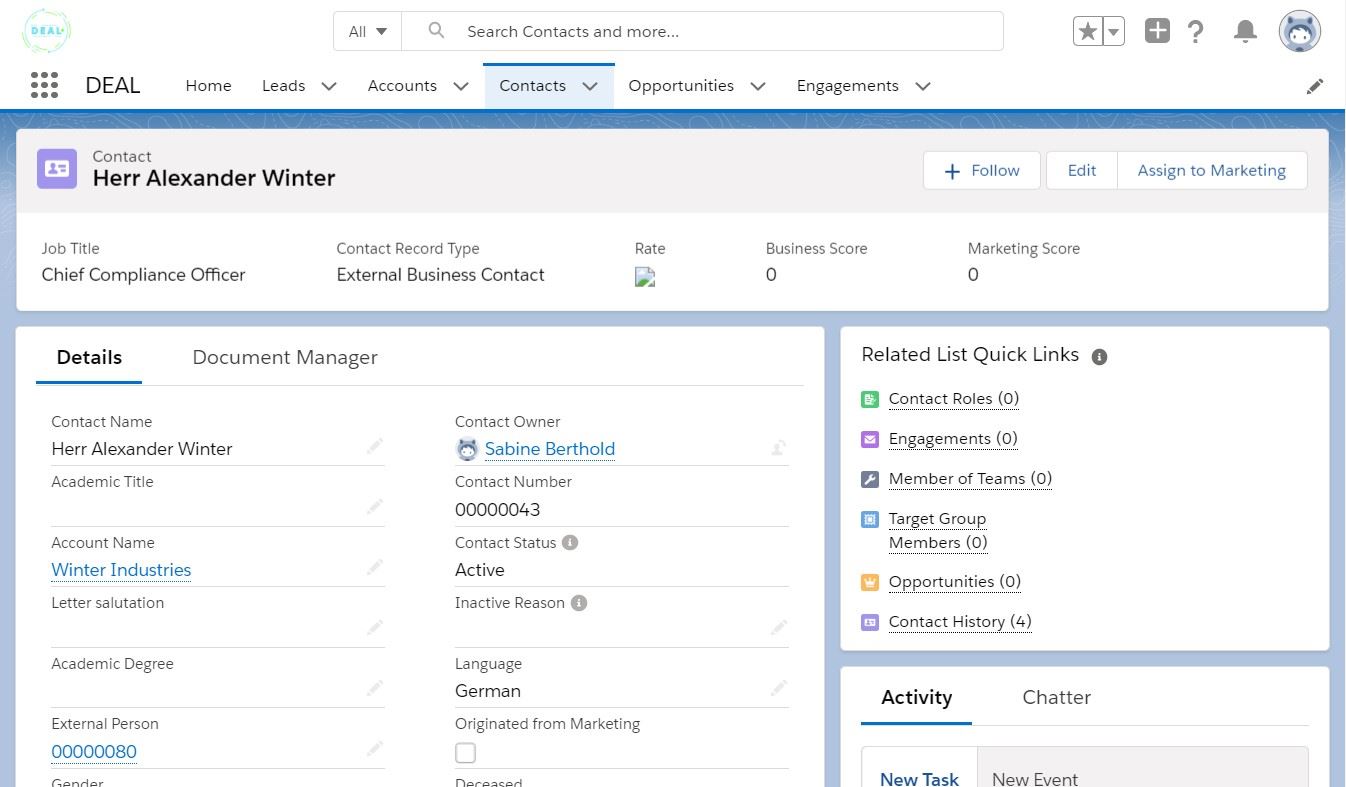 DEAL
All
Search Contacts and more...
DEAL
Home
Leads
Accounts
Contacts
Opportunities
Engagements
Contact
Herr Alexander Winter
Follow
Edit
Assign to Marketing
Job Title
Chief Compliance Officer
Contact Record Type
External Business Contact
Rate
Business Score
0
Marketing Score
0
Details
Document Manager
Contact Name
Herr Alexander Winter
Academic Title
Account Name
Winter Industries
Letter salutation
Academic Degree
External Person
00000080
Gender
Contact Owner
Sabine Berthold
Contact Number
00000043
Contact Status
Active
Inactive Reason
Language
German
Originated from Marketing
Deceased
Related List Quick Links
Contact Roles (0)
Engagements (0)
Member of Teams (0)
Target Group
Members (0)
Opportunities (0)
Contact History (4)
Activity
Chatter
New Task
New Event